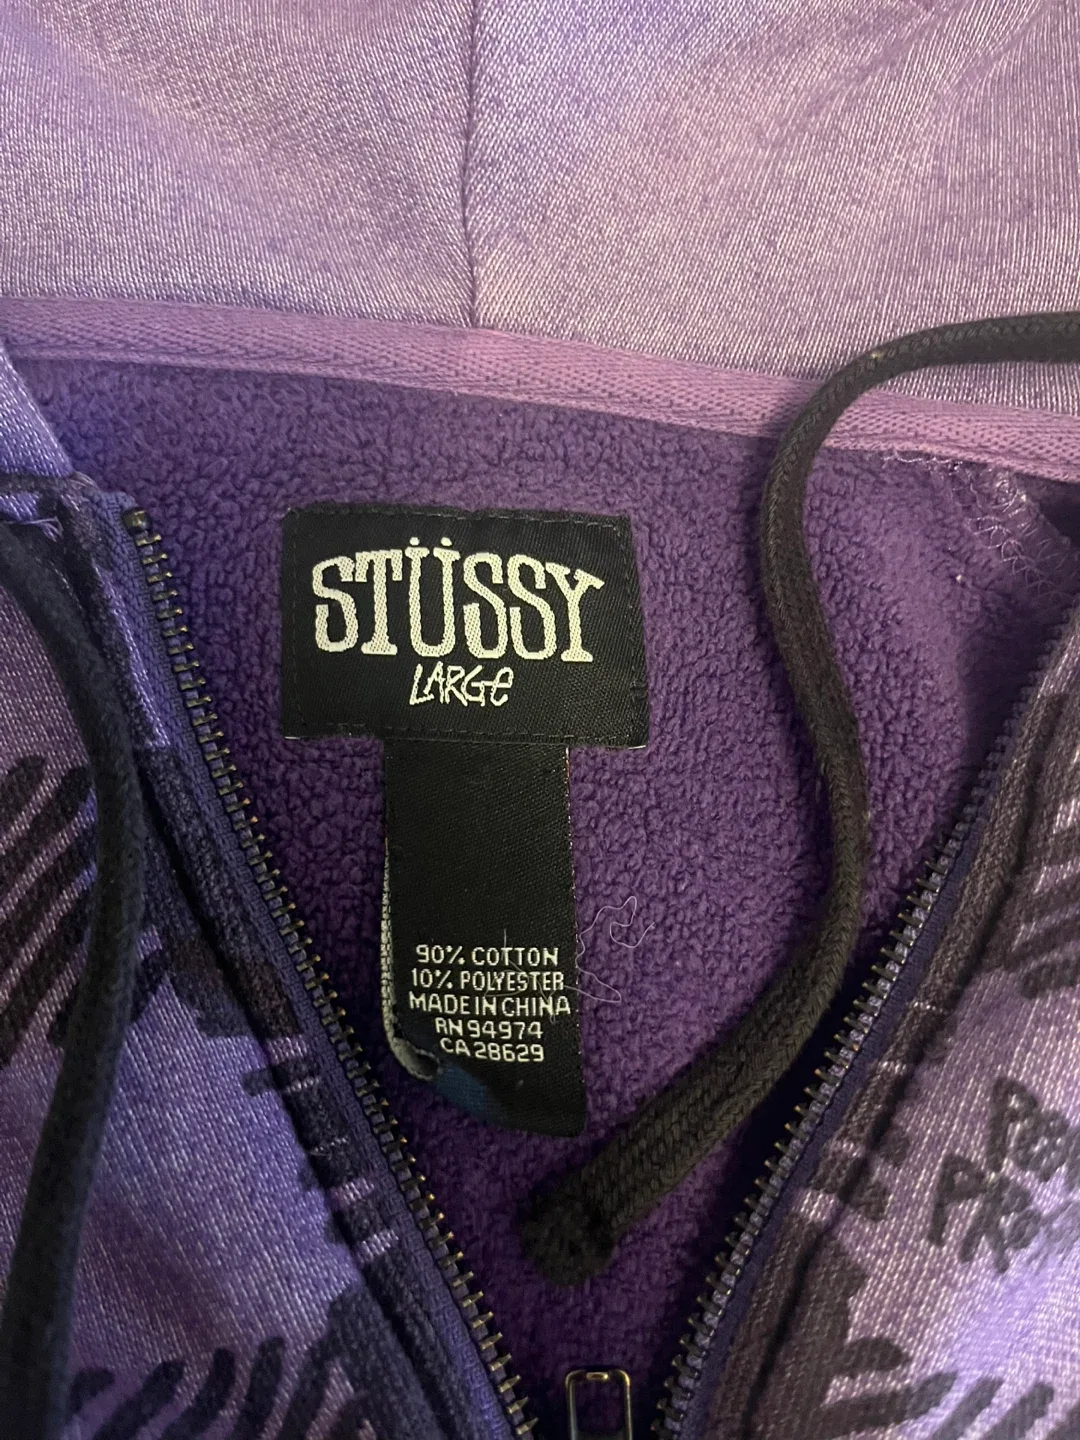 STÜSSY
LARGE
90% COTTON
10% POLYESTER
MADE IN CHINA
RN 94974
CA 28629